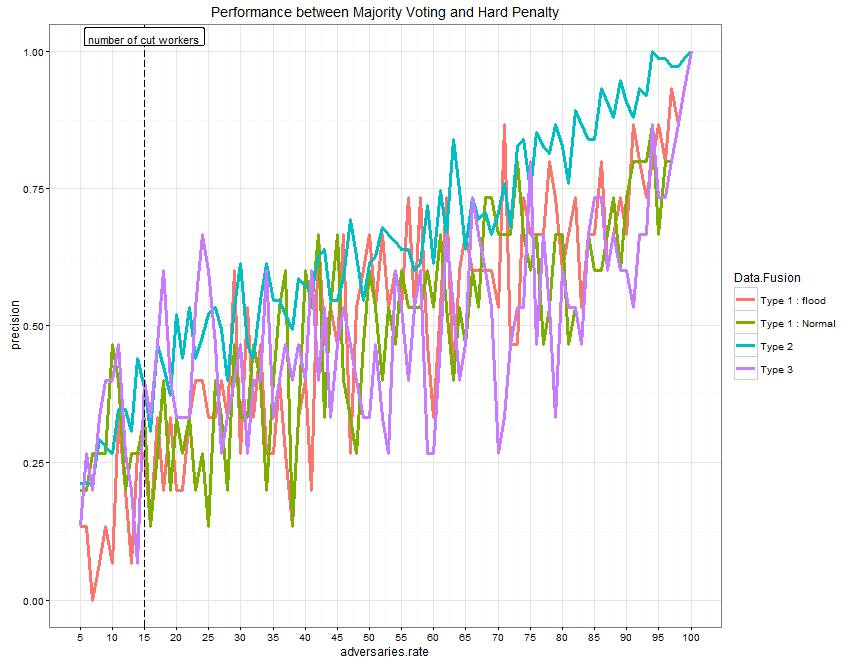 Performance between Majority Voting and Hard Penalty
number of cut workers
1.00
0.75
0.50
0.25
0.00
precision
5 10 15 20 25 30 35 40 45 50 55 60 65 70 75 80 85 90 95 100
adversaries.rate
Data.Fusion
Type 1 : flood
Type 1 : Normal
Type 2
Type 3